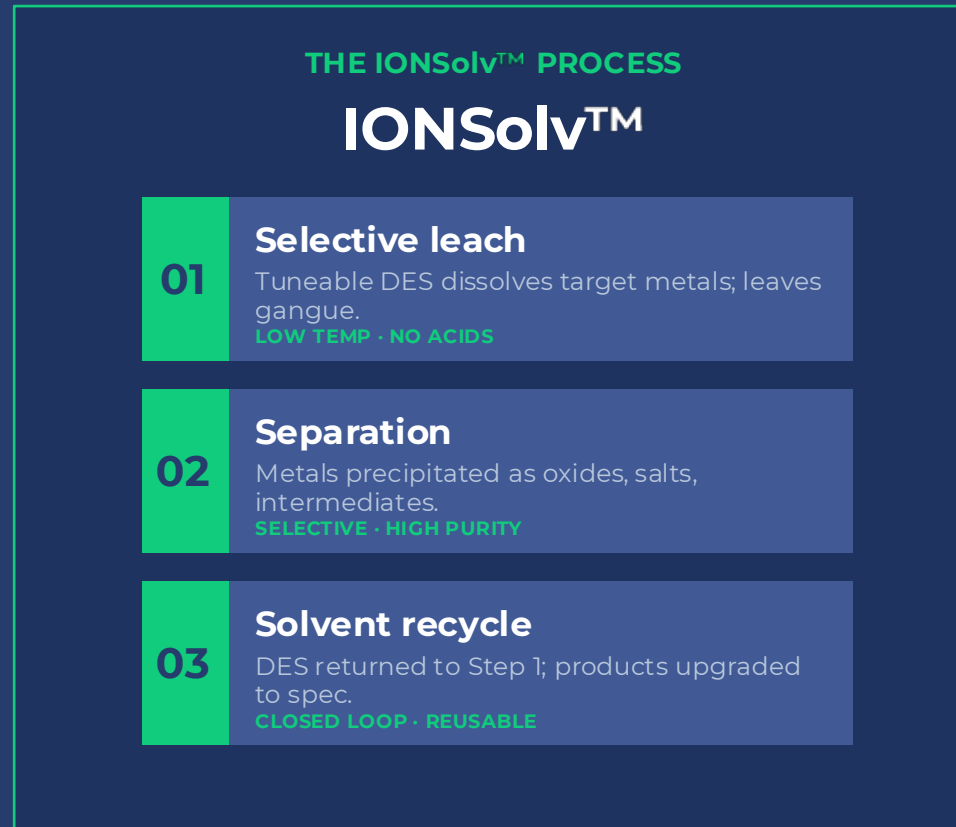 THE IONSolv™ PROCESS
IONSolv™
01
Selective leach
Tuneable DES dissolves target metals; leaves
gangue.
LOW TEMP · NO ACIDS
02
Separation
Metals precipitated as oxides, salts,
intermediates.
SELECTIVE · HIGH PURITY
03
Solvent recycle
DES returned to Step 1; products upgraded
to spec.
CLOSED LOOP · REUSABLE